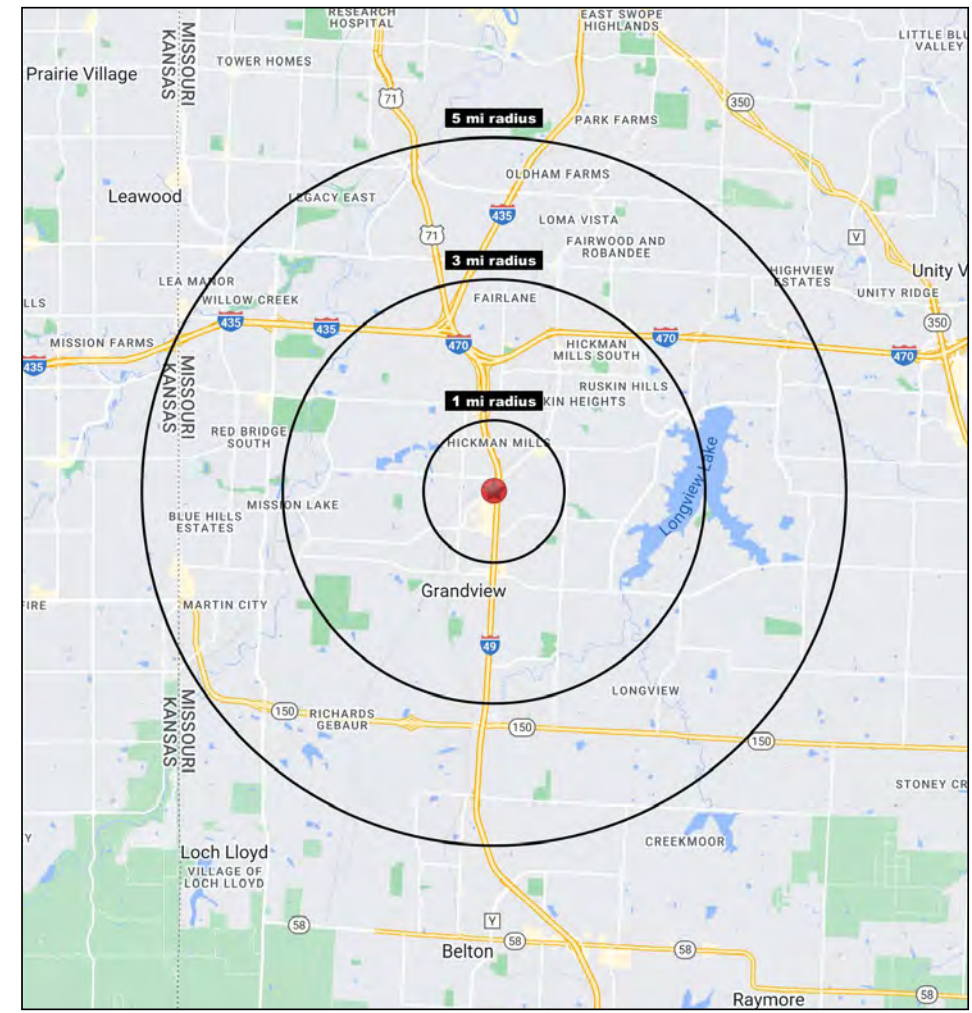 RESEARCH
HOSPITAL
EAST SWOPE
HIGHLANDS
MISSOURI
KANSAS
LITTLE BLU
VALLEY
TOWER HOMES
Prairie Village
71
350
5 mi radius
PARK FARMS
OLDHAM FARMS
Leawood
LEGACY EAST
435
LOMA VISTA
71
FAIRWOOD AND
ROBANDEE
V
3 mi radius
HIGHVIEW
ESTATES
Unity V
LEA MANOR
UNITY RIDGE
LLS
WILLOW CREEK
FAIRLANE
435
435
350
MISSION FARMS
470
HICKMAN
MILLS SOUTH
470
470
435
MISSOURI
KANSAS
RUSKIN HILLS
1 mi radius
KIN HEIGHTS
RED BRIDGE
SOUTH
HICKMAN MILLS
Longview Lake
MISSION LAKE
BLUE HILLS
ESTATES
Grandview
FIRE
MARTIN CITY
49
MISSOURI
KANSAS
LONGVIEW
150
RICHARDS
GEBAUR
150
150
STONEY CR
Y
CREEKMOOR
Loch Lloyd
VILLAGE OF
LOCH LLOYD
58
Y
58
Belton
58
58
Raymore